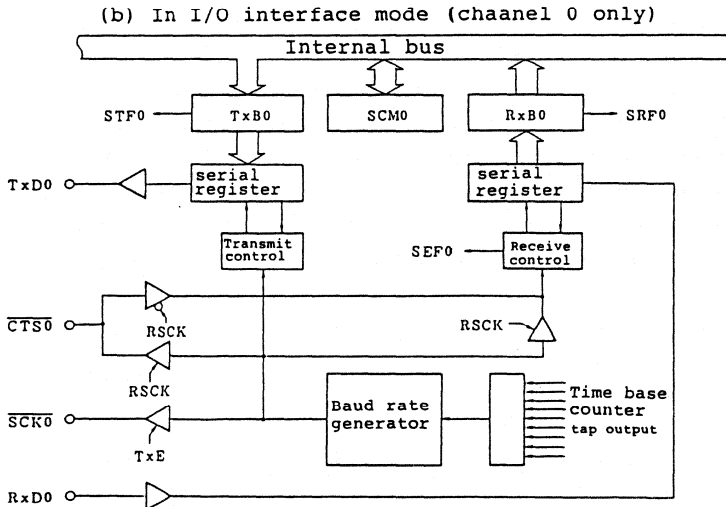 (b) In I/O interface mode (chaanel 0 only)
Internal bus
STF0
TxB0
SCM0
RxB0
SRF0
TxD0
serial
register
serial
register
Transmit
control
SEF0
Receive
control
CTS0
RSCK
RSCK
RSCK
SCK0
TxE
Baud rate
generator
Time base
counter
tap output
RxD0